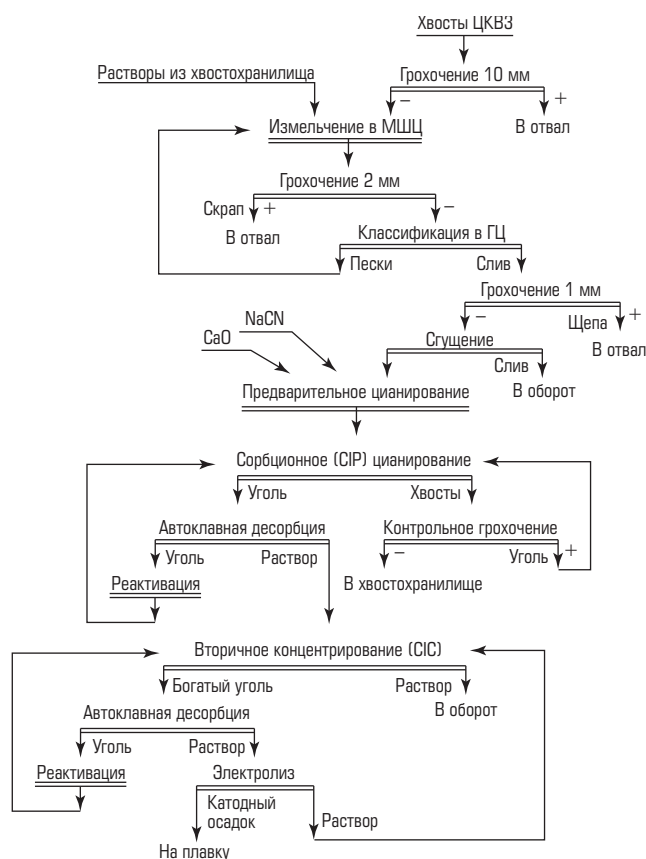 Хвосты ЦКВЗ
Растворы из хвостохранилища
Грохочение 10 мм
– +
Измельчение в МШЦ
В отвал
Грохочение 2 мм
Скрап + –
В отвал
Классификация в ГЦ
Пески Слив
Грохочение 1 мм
NaCN
– Щепа +
CaO
Сгущение
В отвал
Слив
Предварительное цианирование
В оборот
Сорбционное (CIP) цианирование
Уголь Хвосты
Автоклавная десорбция
Контрольное грохочение
Уголь Раствор
– Уголь +
Реактивация
В хвостохранилище
Вторичное концентрирование (CIC)
Богатый уголь Раствор
Автоклавная десорбция
В оборот
Уголь Раствор
Реактивация
Электролиз
Катодный
осадок
Раствор
На плавку